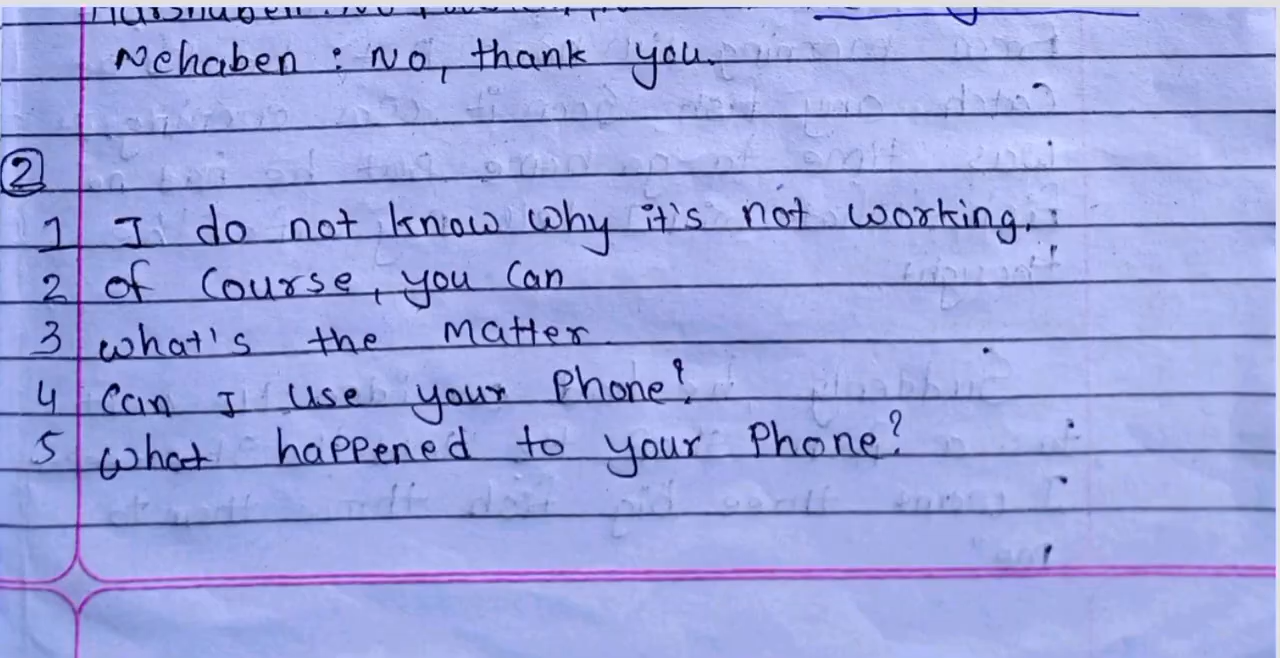 Nehaben : No, thank you.
2
1 I do not know why it's not working.
2 of course, you can
3 what's the matter
4 Can I use your Phone?
5 What happened to your Phone?